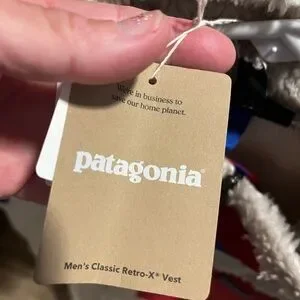 We're in business to
save our home planet.
patagonia®
Men's Classic Retro-X® Vest